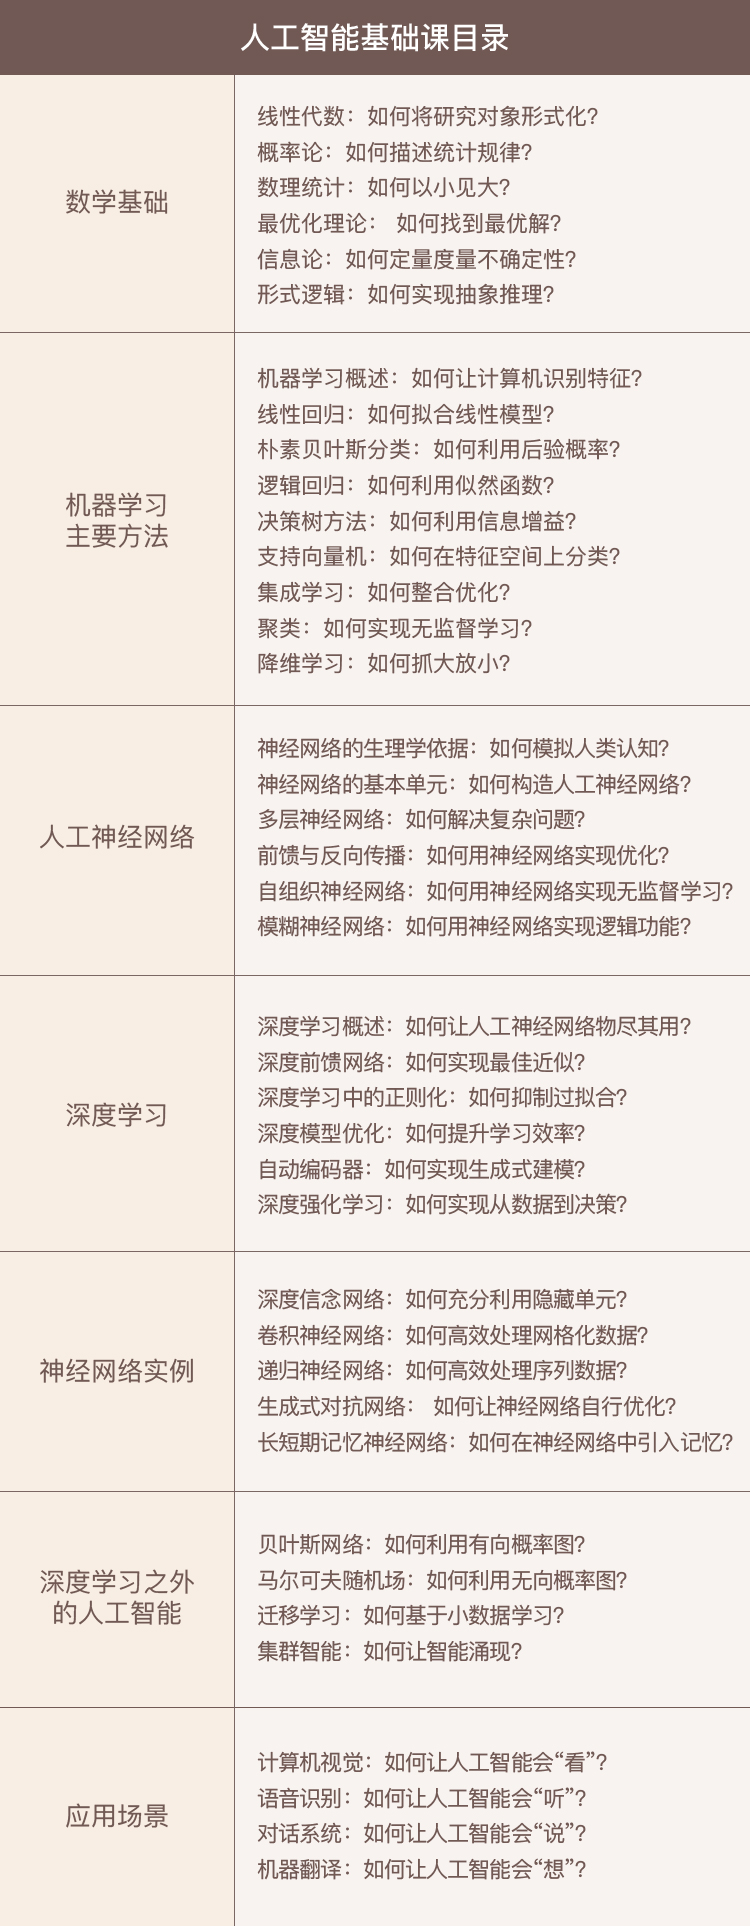 人工智能基础课目录
数学基础
线性代数：如何将研究对象形式化?
概率论：如何描述统计规律?
数理统计：如何以小见大?
最优化理论： 如何找到最优解?
信息论：如何定量度量不确定性?
形式逻辑：如何实现抽象推理?
机器学习
主要方法
机器学习概述：如何让计算机识别特征?
线性回归：如何拟合线性模型?
朴素贝叶斯分类：如何利用后验概率?
逻辑回归：如何利用似然函数?
决策树方法：如何利用信息增益?
支持向量机：如何在特征空间上分类?
集成学习：如何整合优化?
聚类：如何实现无监督学习?
降维学习：如何抓大放小?
人工神经网络
神经网络的生理学依据：如何模拟人类认知?
神经网络的基本单元：如何构造人工神经网络?
多层神经网络：如何解决复杂问题?
前馈与反向传播：如何用神经网络实现优化?
自组织神经网络：如何用神经网络实现无监督学习?
模糊神经网络：如何用神经网络实现逻辑功能?
深度学习
深度学习概述：如何让人工神经网络物尽其用?
深度前馈网络：如何实现最佳近似?
深度学习中的正则化：如何抑制过拟合?
深度模型优化：如何提升学习效率?
自动编码器：如何实现生成式建模?
深度强化学习：如何实现从数据到决策?
神经网络实例
深度信念网络：如何充分利用隐藏单元?
卷积神经网络：如何高效处理网格化数据?
递归神经网络：如何高效处理序列数据?
生成式对抗网络： 如何让神经网络自行优化?
长短期记忆神经网络：如何在神经网络中引入记忆?
深度学习之外
的人工智能
贝叶斯网络：如何利用有向概率图?
马尔可夫随机场：如何利用无向概率图?
迁移学习：如何基于小数据学习?
集群智能：如何让智能涌现?
应用场景
计算机视觉：如何让人工智能会“看”?
语音识别：如何让人工智能会“听”?
对话系统：如何让人工智能会“说”?
机器翻译：如何让人工智能会“想”?